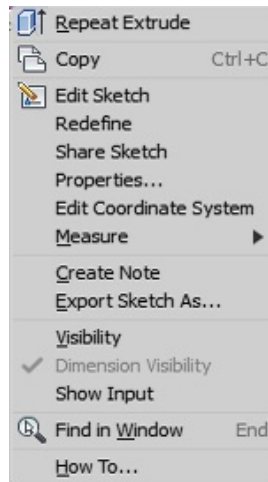 Repeat Extrude
Copy Ctrl+C
Edit Sketch
Redefine
Share Sketch
Properties...
Edit Coordinate System
Measure
Create Note
Export Sketch As...
Visibility
Dimension Visibility
Show Input
Find in Window End
How To...